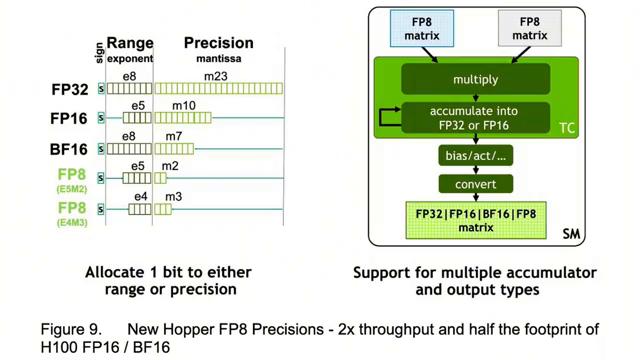 sign
Range
exponent
Precision
mantissa
FP32
s
e8
m23
FP16
s
e5
m10
BF16
s
e8
m7
FP8
(E5M2)
s
e5
m2
FP8
(E4M3)
s
e4
m3
Allocate 1 bit to either
range or precision
FP8
matrix
FP8
matrix
multiply
accumulate into
FP32 or FP16
TC
bias/act/...
convert
FP32|FP16|BF16|FP8
matrix
SM
Support for multiple accumulator
and output types
Figure 9. New Hopper FP8 Precisions - 2x throughput and half the footprint of
H100 FP16 / BF16